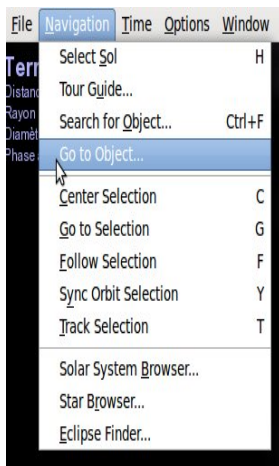 File Navigation Time Options Window
Select Sol H
Terr
Tour Guide...
Distanc
Rayon
Search for Object... Ctrl+F
Diamèt
Phase
Go to Object...
Center Selection C
Go to Selection G
Follow Selection F
Sync Orbit Selection Y
Track Selection T
Solar System Browser...
Star Browser...
Eclipse Finder...